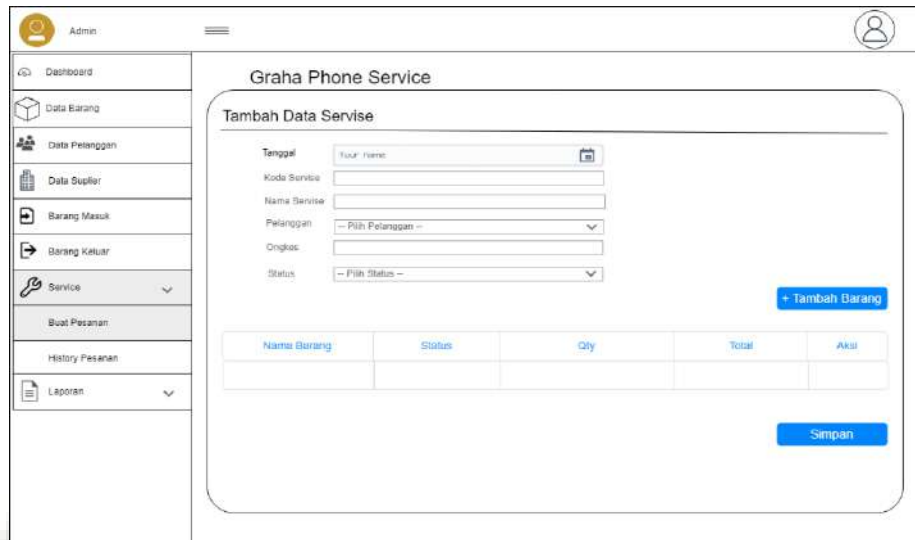 Admin
Dashboard
Data Barang
Data Pelanggan
Data Suplier
Barang Masuk
Barang Keluar
Service
Buat Pesanan
History Pesanan
Laporan
Graha Phone Service
Tambah Data Servise
Tanggal
Your name
Kode Servise
Nama Servise
Pelanggan
-- Pilih Pelanggan --
Ongkos
Status
-- Pilih Status --
+ Tambah Barang
Nama Barang Status Qty Total Aksi
Simpan